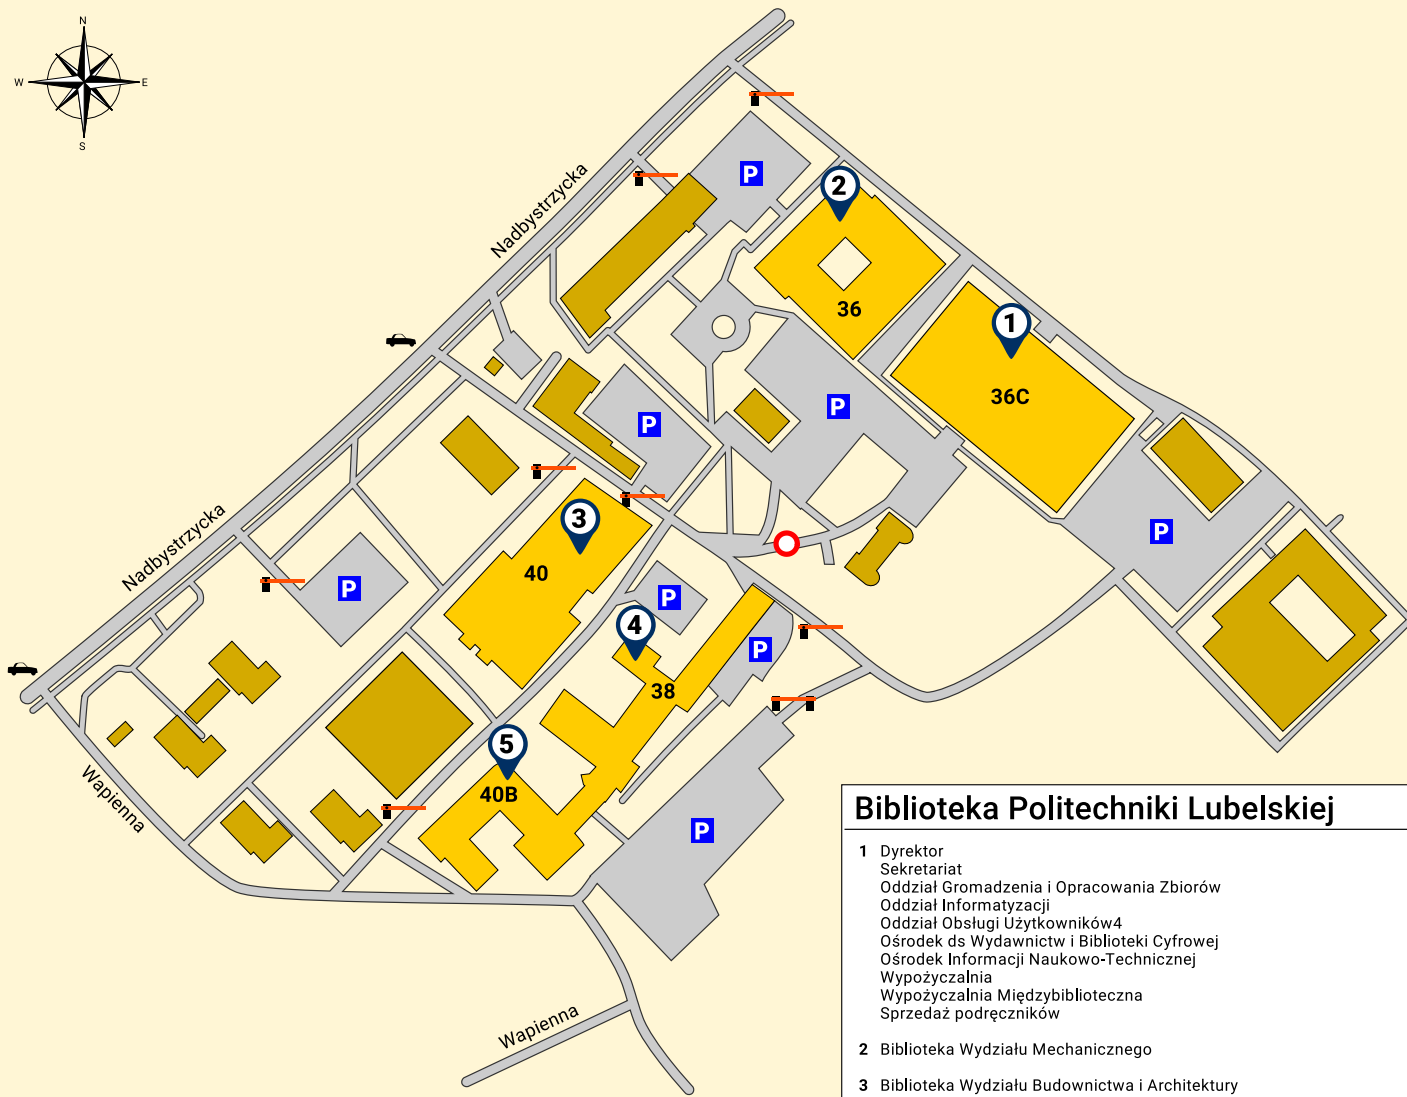 N
W
E
S
P
2
Nadbystrzycka
36
1
36C
P
P
3
40
P
Nadbystrzycka
P
P
4
P
38
5
40B
Wapienna
P
Wapienna
Biblioteka Politechniki Lubelskiej
1 Dyrektor
Sekretariat
Oddział Gromadzenia i Opracowania Zbiorów
Oddział Informatyzacji
Oddział Obsługi Użytkowników4
Ośrodek ds Wydawnictw i Biblioteki Cyfrowej
Ośrodek Informacji Naukowo-Technicznej
Wypożyczalnia
Wypożyczalnia Międzybiblioteczna
Sprzedaż podręczników
2 Biblioteka Wydziału Mechanicznego
3 Biblioteka Wydziału Budownictwa i Architektury